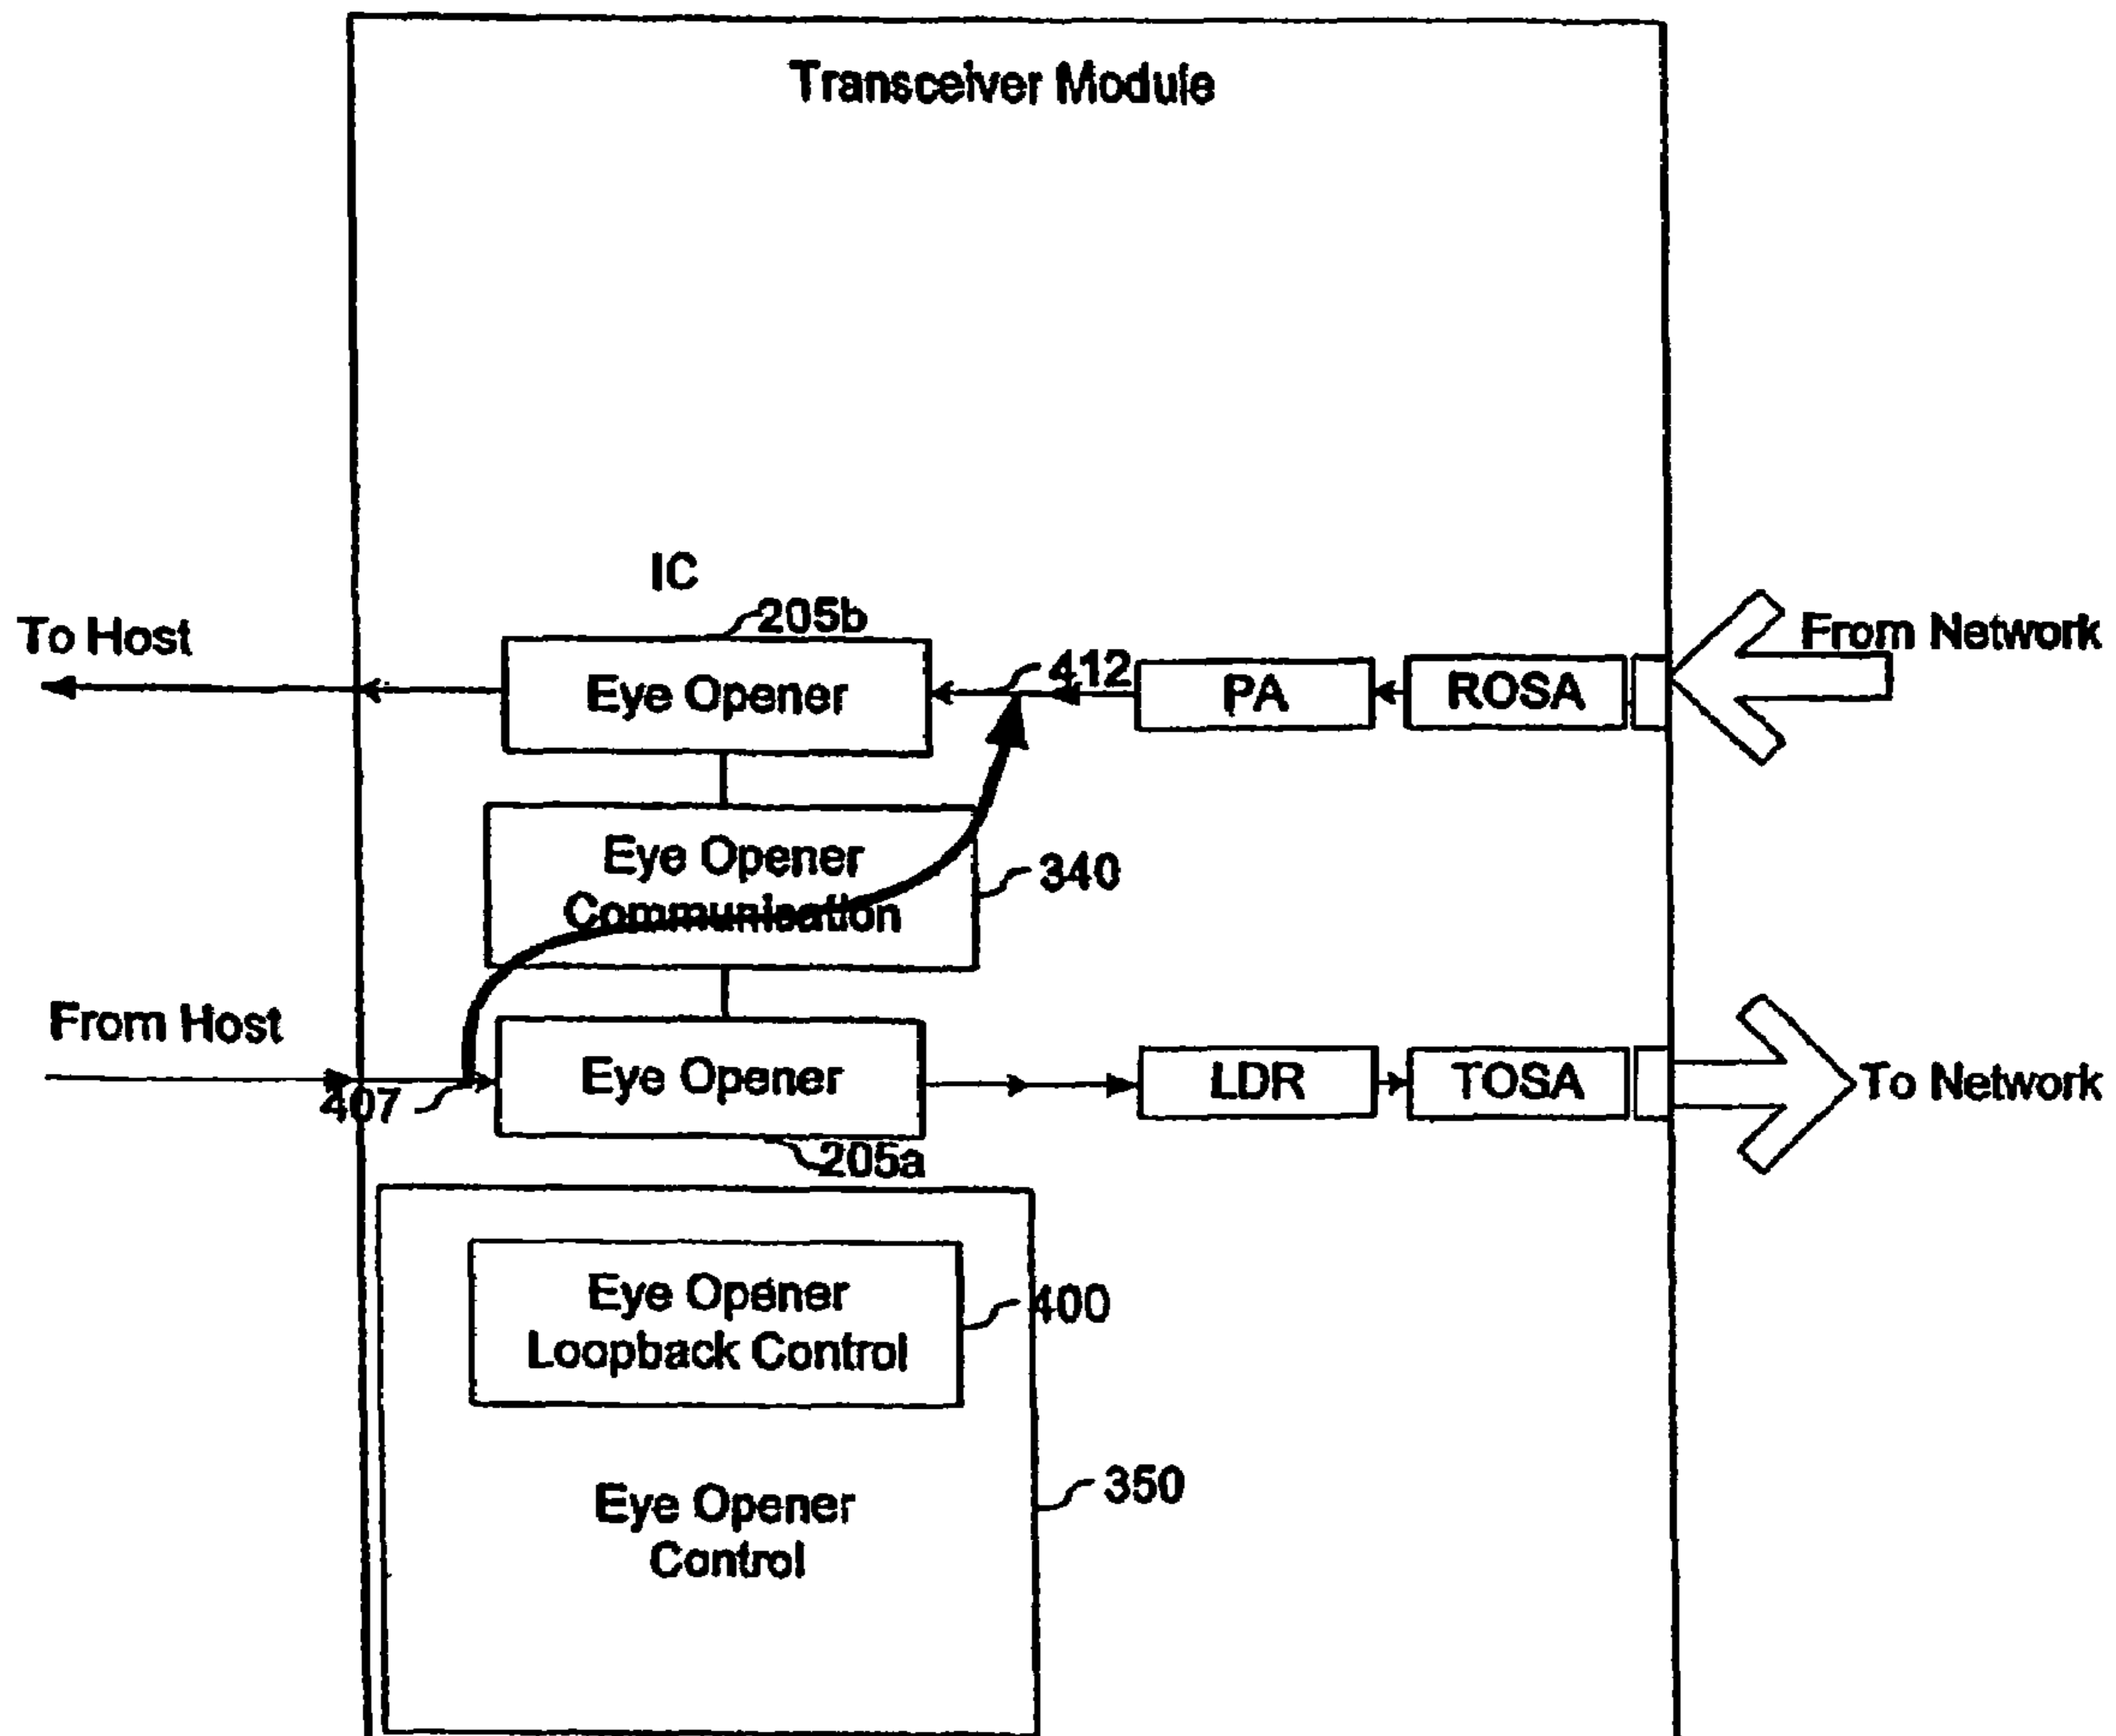 Transceiver Module
IC
205b
To Host
Eye Opener
412
PA
ROSA
From Network
Eye Opener
Communication
340
From Host
407
Eye Opener
LDR
TOSA
To Network
205a
Eye Opener
Loopback Control
400
Eye Opener
Control
350